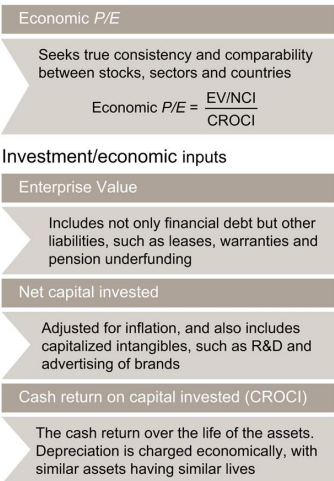 Economic P/E
Seeks true consistency and comparability
between stocks, sectors and countries
Economic P/E = EV/NCI
CROCI
Investment/economic inputs
Enterprise Value
Includes not only financial debt but other
liabilities, such as leases, warranties and
pension underfunding
Net capital invested
Adjusted for inflation, and also includes
capitalized intangibles, such as R&D and
advertising of brands
Cash return on capital invested (CROCI)
The cash return over the life of the assets.
Depreciation is charged economically, with
similar assets having similar lives